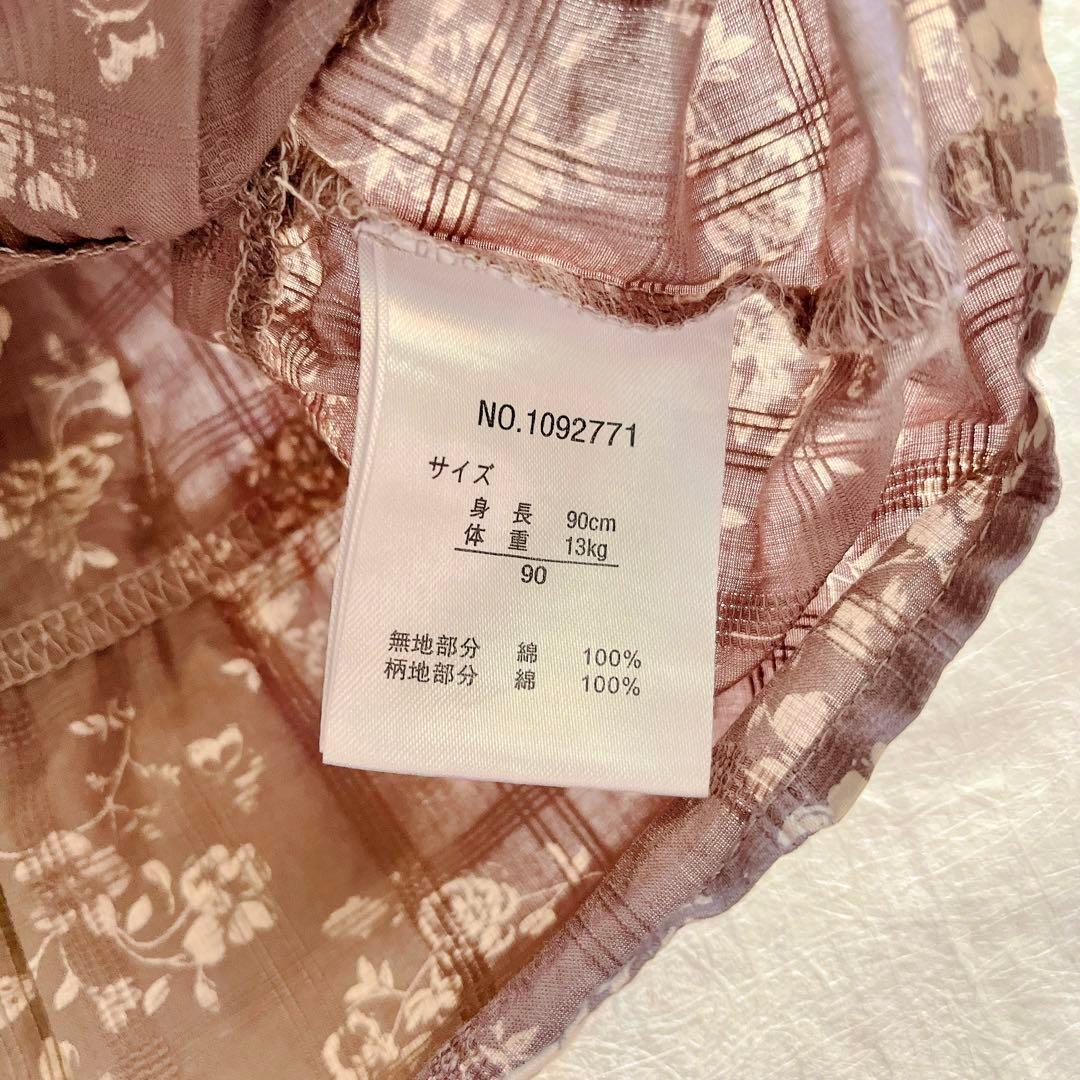 NO.1092771
サイズ
身 長 90cm
体 重 13kg
90
無地部分 綿 100%
柄地部分 綿 100%